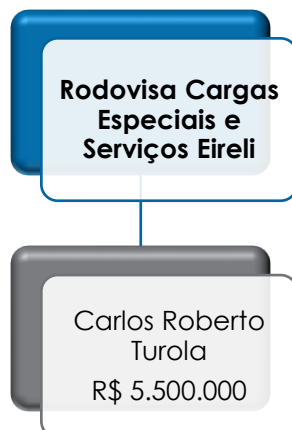 Rodovisa Cargas
Especiais e
Serviços Eireli
Carlos Roberto
Turola
R$ 5.500.000